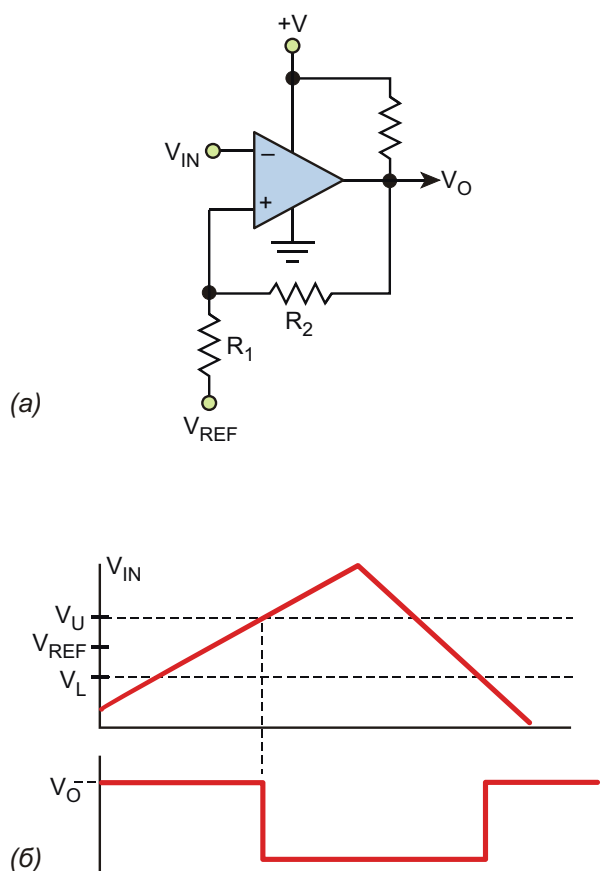 +V
V_IN
−
+
V_O
R_2
R_1
V_REF
(а)
V_IN
V_U
V_REF
V_L
V_O
(б)